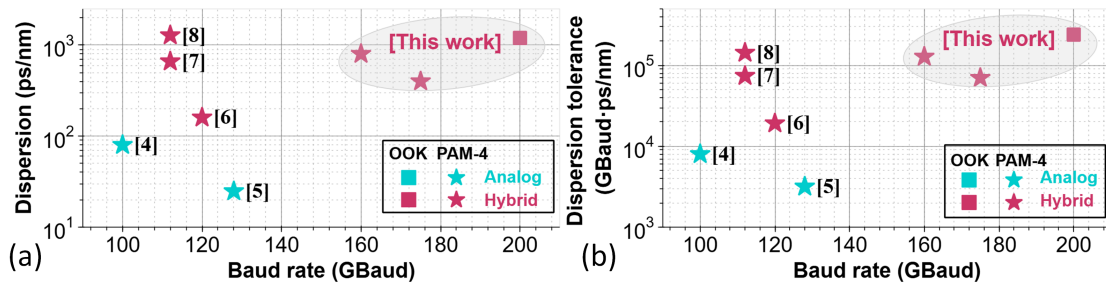 Dispersion (ps/nm)
10³
10²
10¹
[8]
[7]
[6]
[4]
[5]
[This work]
OOK PAM-4
Analog
Hybrid
100 120 140 160 180 200
Baud rate (GBaud)
(a)
Dispersion tolerance
(GBaud·ps/nm)
10⁵
10⁴
10³
[8]
[7]
[6]
[4]
[5]
[This work]
OOK PAM-4
Analog
Hybrid
100 120 140 160 180 200
Baud rate (GBaud)
(b)